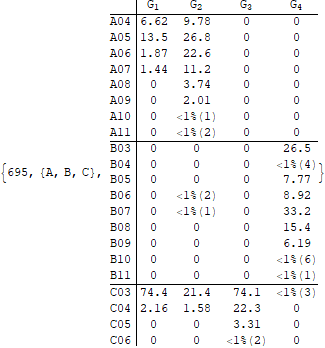 G1 G2 G3 G4
A04 6.62 9.78 0 0
A05 13.5 26.8 0 0
A06 1.87 22.6 0 0
A07 1.44 11.2 0 0
A08 0 3.74 0 0
A09 0 2.01 0 0
A10 0 <1%(1) 0 0
A11 0 <1%(2) 0 0
B03 0 0 0 26.5
B04 0 0 0 <1%(4)
{695, {A, B, C}, }
B05 0 0 0 7.77
B06 0 <1%(2) 0 8.92
B07 0 <1%(1) 0 33.2
B08 0 0 0 15.4
B09 0 0 0 6.19
B10 0 0 0 <1%(6)
B11 0 0 0 <1%(1)
C03 74.4 21.4 74.1 <1%(3)
C04 2.16 1.58 22.3 0
C05 0 0 3.31 0
C06 0 0 <1%(2) 0